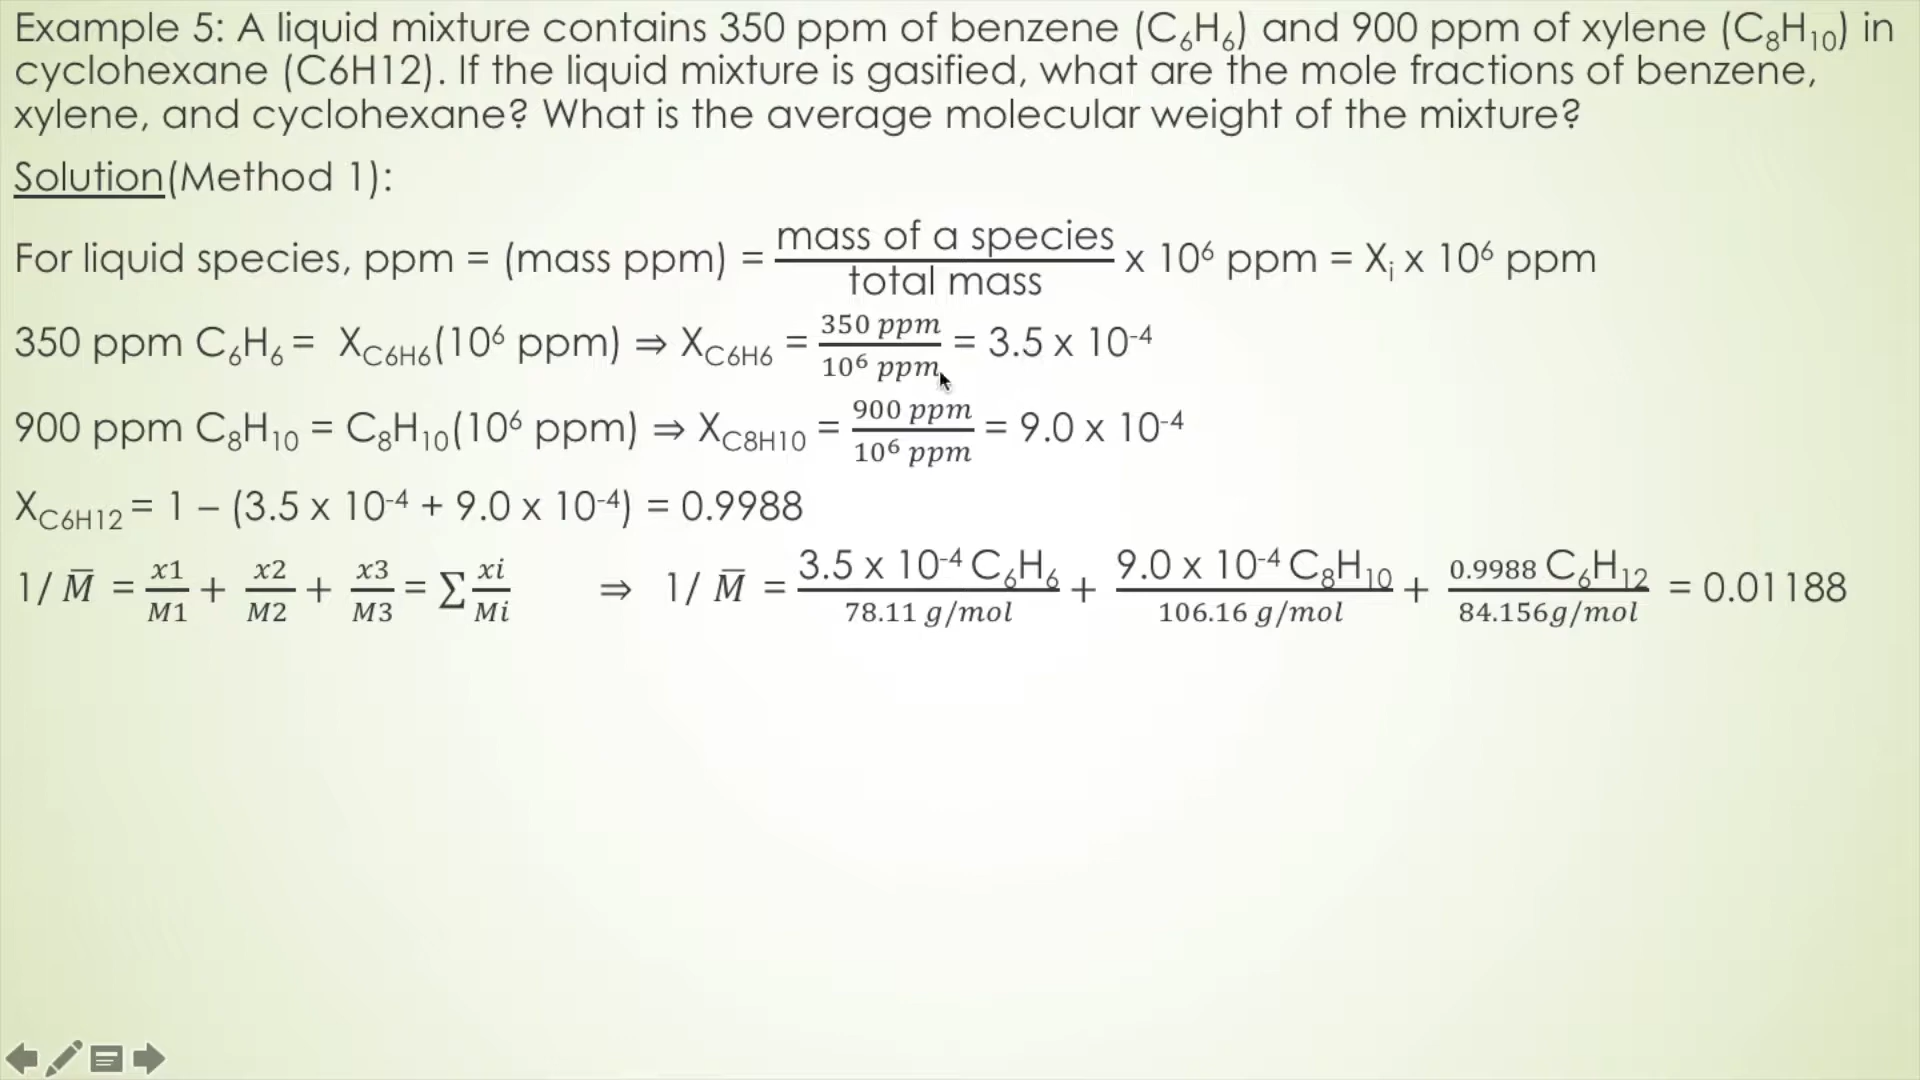 Example 5: A liquid mixture contains 350 ppm of benzene (C₆H₆) and 900 ppm of xylene (C₈H₁₀) in
cyclohexane (C6H12). If the liquid mixture is gasified, what are the mole fractions of benzene,
xylene, and cyclohexane? What is the average molecular weight of the mixture?
Solution(Method 1):
For liquid species, ppm = (mass ppm) = mass of a species / total mass x 10⁶ ppm = Xᵢ x 10⁶ ppm
350 ppm C₆H₆ = X_C6H6(10⁶ ppm) ⇒ X_C6H6 = 350 ppm / 10⁶ ppm = 3.5 x 10⁻⁴
900 ppm C₈H₁₀ = C₈H₁₀(10⁶ ppm) ⇒ X_C8H10 = 900 ppm / 10⁶ ppm = 9.0 x 10⁻⁴
X_C6H12 = 1 – (3.5 x 10⁻⁴ + 9.0 x 10⁻⁴) = 0.9988
1/ M̅ = x1/M1 + x2/M2 + x3/M3 = ∑ xi/Mi ⇒ 1/ M̅ = 3.5 x 10⁻⁴ C₆H₆ / 78.11 g/mol + 9.0 x 10⁻⁴ C₈H₁₀ / 106.16 g/mol + 0.9988 C₆H₁₂ / 84.156g/mol = 0.01188